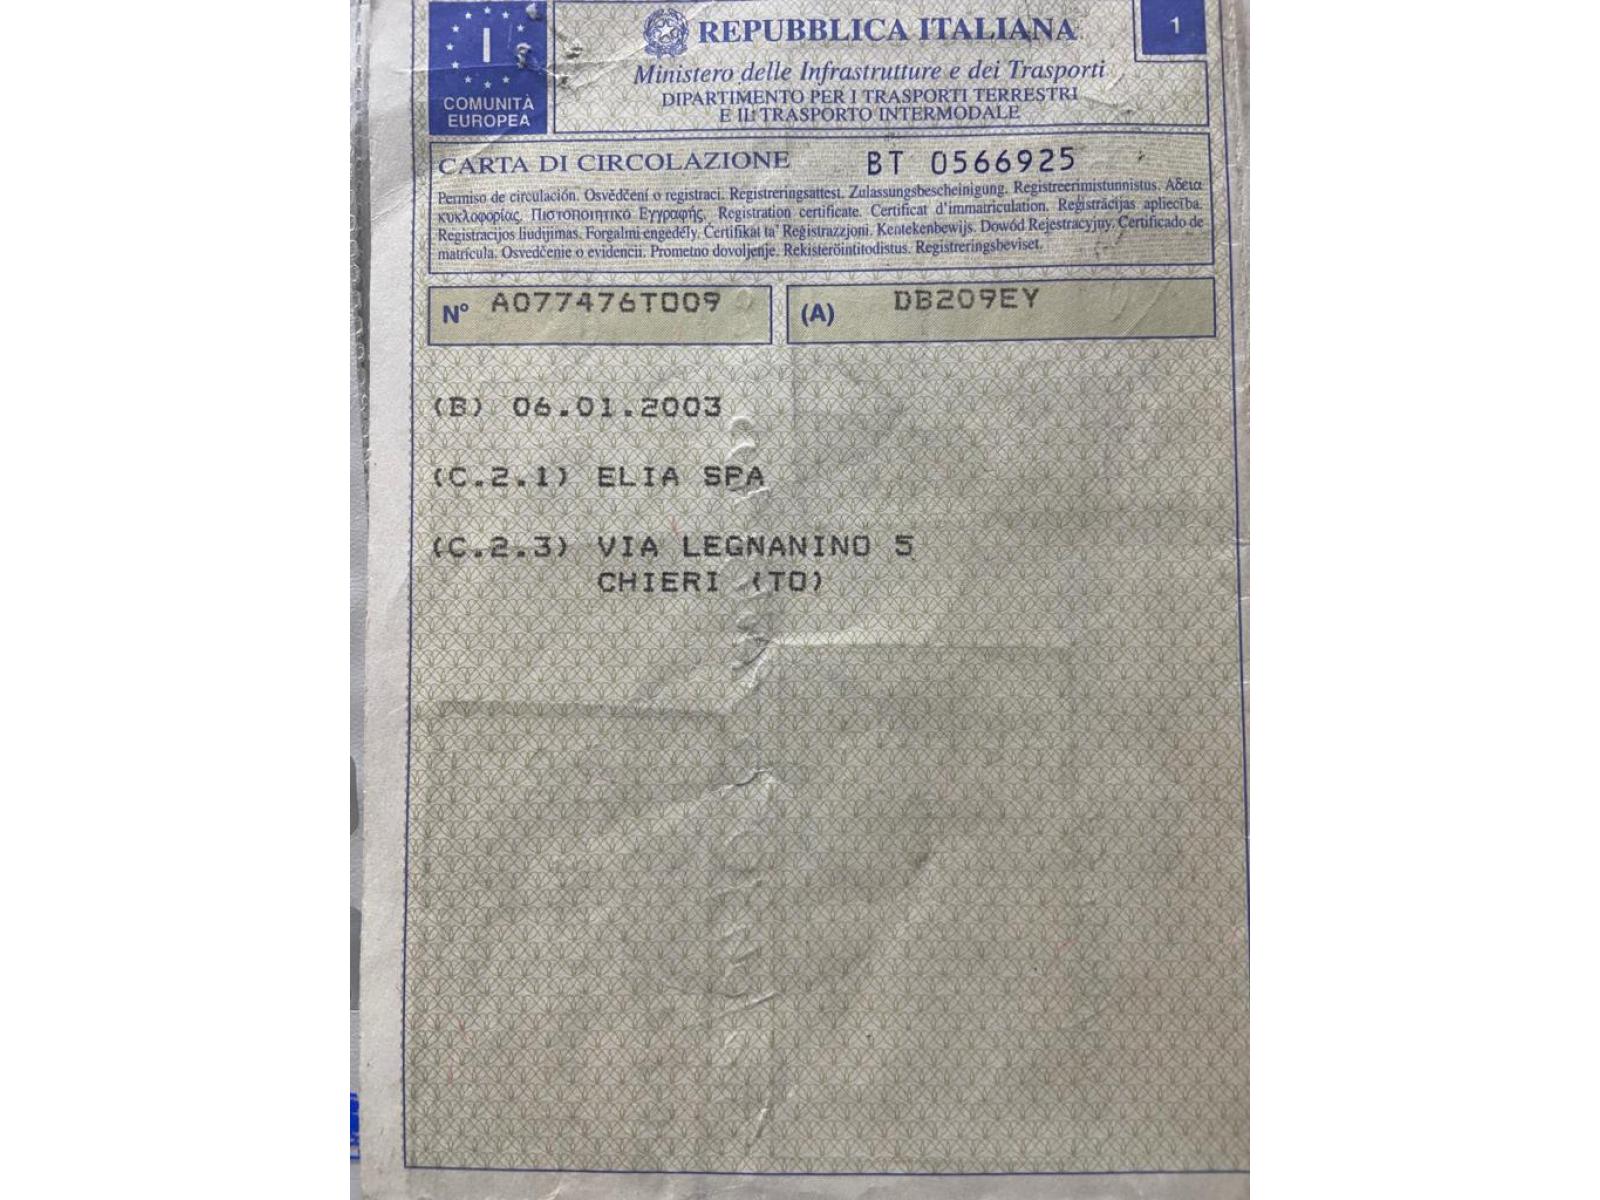 I
COMUNITÀ
EUROPEA
REPUBBLICA ITALIANA
1
Ministero delle Infrastrutture e dei Trasporti
DIPARTIMENTO PER I TRASPORTI TERRESTRI
E IL TRASPORTO INTERMODALE
CARTA DI CIRCOLAZIONE BT 0566925
Permiso de circulación. Osvědčení o registraci. Registreringsattest. Zulassungsbescheinigung. Registreerimistunnistus. Αδεια
κυκλοφορίας. Πιστοποιητικό Εγγραφής. Registration certificate. Certificat d'immatriculation. Registrācijas apliecība.
Registracijos liudijimas. Forgalmi engedély. Ċertifikat ta' Reġistrazzjoni. Kentekenbewijs. Dowód Rejestracyjny. Certificado de
matrícula. Osvedčenie o evidencii. Prometno dovoljenje. Rekisteröintitodistus. Registreringsbeviset.
N° A077476T009
(A) DB209EY
(B) 06.01.2003
(C.2.1) ELIA SPA
(C.2.3) VIA LEGNANINO 5
CHIERI (TO)